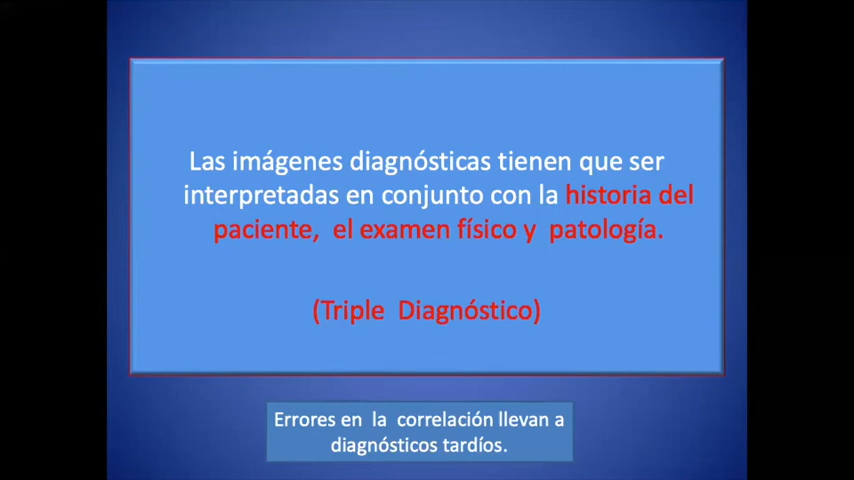 Las imágenes diagnósticas tienen que ser
interpretadas en conjunto con la historia del
paciente, el examen físico y patología.
(Triple Diagnóstico)
Errores en la correlación llevan a
diagnósticos tardíos.